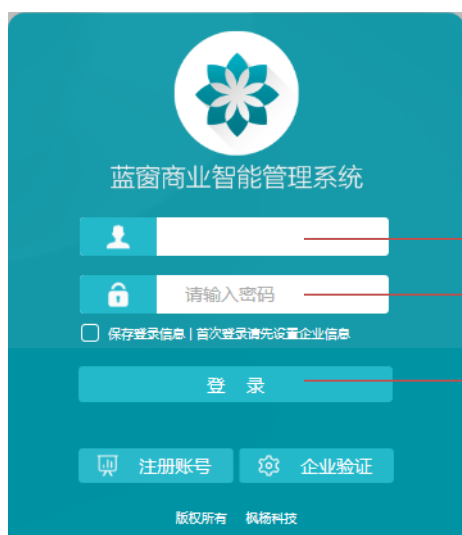 蓝窗商业智能管理系统
请输入密码
保存登录信息 | 首次登录请先设置企业信息
登 录
注册账号 企业验证
版权所有 枫杨科技